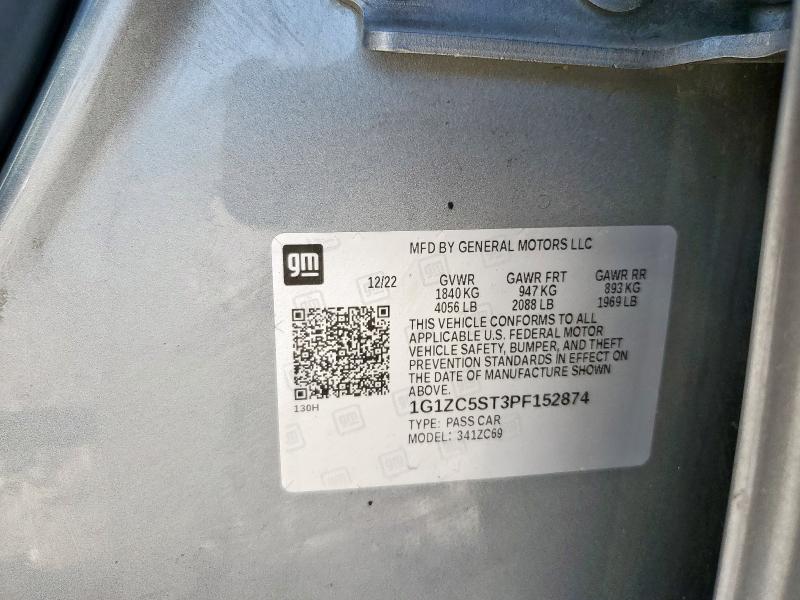 MFD BY GENERAL MOTORS LLC
gm
12/22 GVWR GAWR FRT GAWR RR
1840 KG 947 KG 893 KG
4056 LB 2088 LB 1969 LB
THIS VEHICLE CONFORMS TO ALL
APPLICABLE U.S. FEDERAL MOTOR
VEHICLE SAFETY, BUMPER, AND THEFT
PREVENTION STANDARDS IN EFFECT ON
THE DATE OF MANUFACTURE SHOWN
ABOVE.
130H
1G1ZC5ST3PF152874
TYPE: PASS CAR
MODEL: 341ZC69